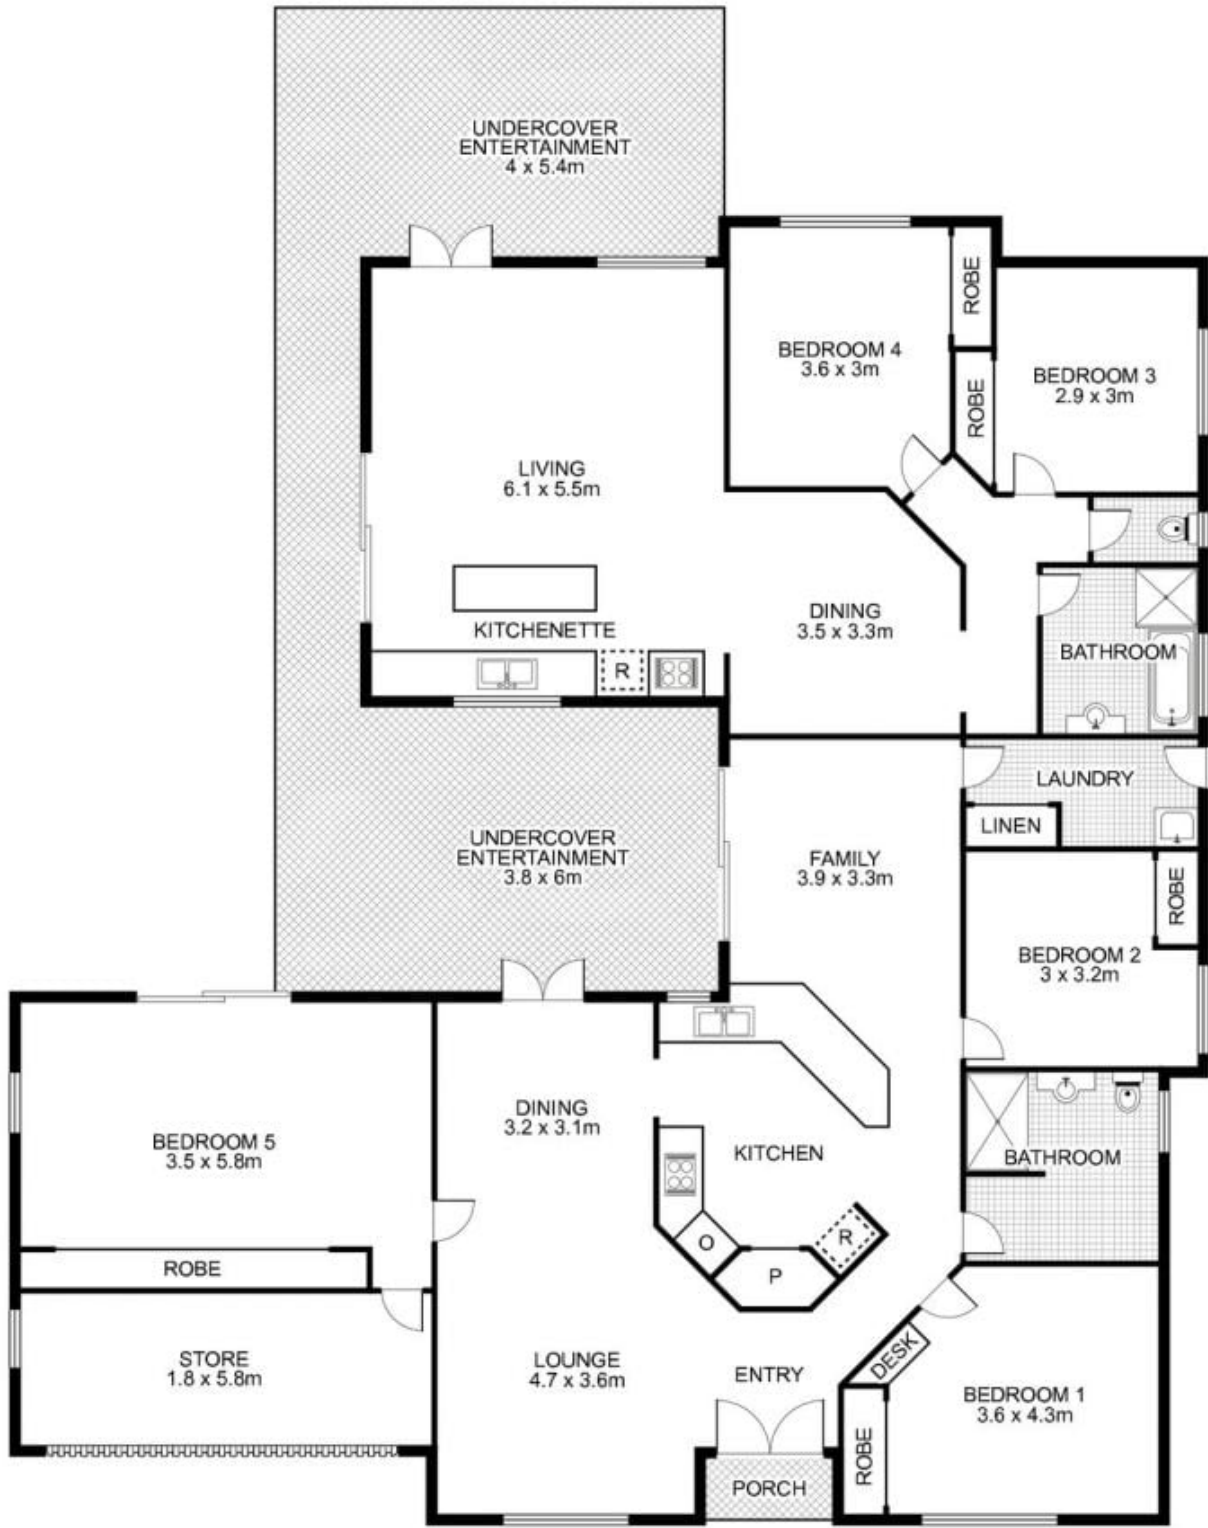 UNDERCOVER
ENTERTAINMENT
4 x 5.4m
ROBE
BEDROOM 4
3.6 x 3m
BEDROOM 3
2.9 x 3m
ROBE
LIVING
6.1 x 5.5m
DINING
3.5 x 3.3m
KITCHENETTE
R
BATHROOM
LAUNDRY
LINEN
UNDERCOVER
ENTERTAINMENT
3.8 x 6m
FAMILY
3.9 x 3.3m
ROBE
BEDROOM 2
3 x 3.2m
DINING
3.2 x 3.1m
BEDROOM 5
3.5 x 5.8m
KITCHEN
BATHROOM
O
R
P
ROBE
STORE
1.8 x 5.8m
LOUNGE
4.7 x 3.6m
ENTRY
DESK
BEDROOM 1
3.6 x 4.3m
ROBE
PORCH